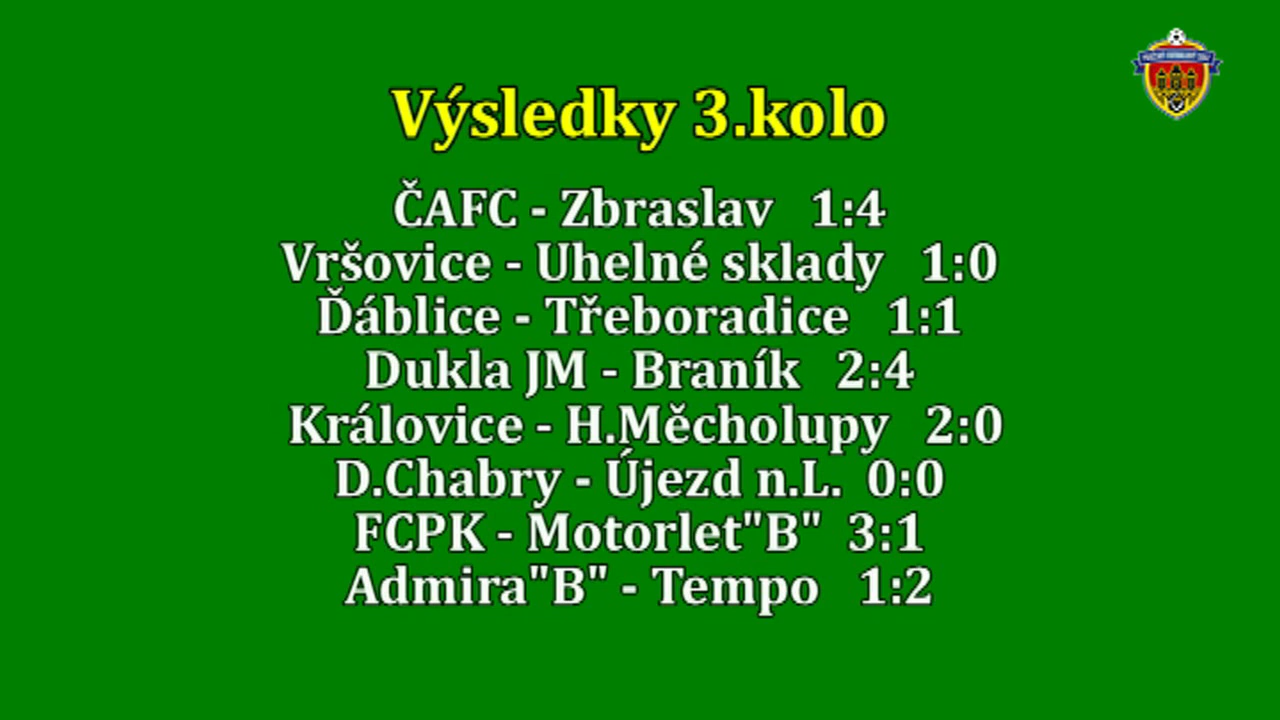 Výsledky 3.kolo
ČAFC - Zbraslav 1:4
Vršovice - Uhelné sklady 1:0
Ďáblice - Třeboradice 1:1
Dukla JM - Braník 2:4
Královice - H.Měcholupy 2:0
D.Chabry - Újezd n.L. 0:0
FCPK - Motorlet"B" 3:1
Admira"B" - Tempo 1:2